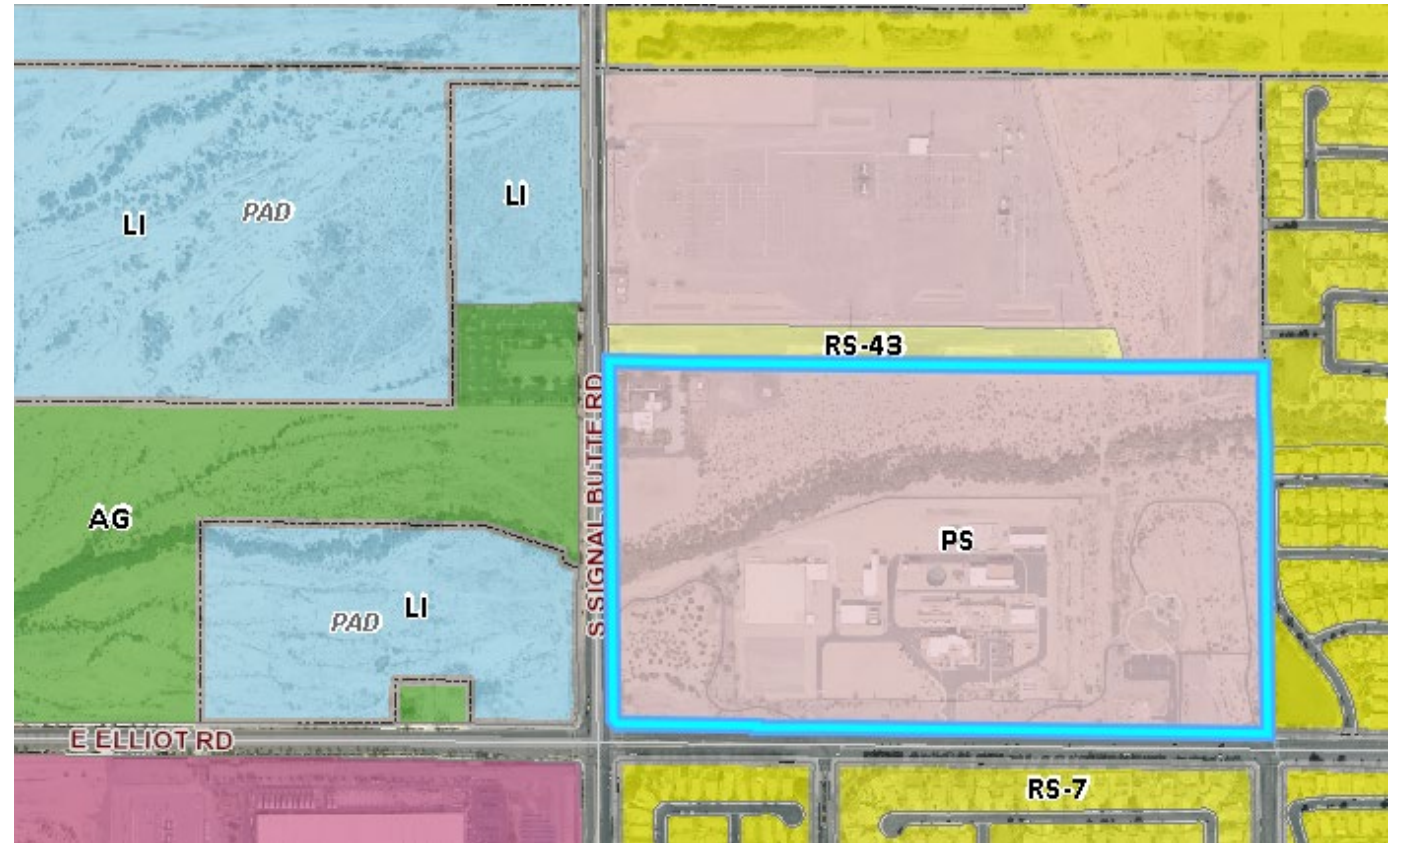 LI
PAD
LI
RS-43
S SIGNAL BUTTE RD
AG
PS
PAD
LI
E ELLIOT RD
RS-7